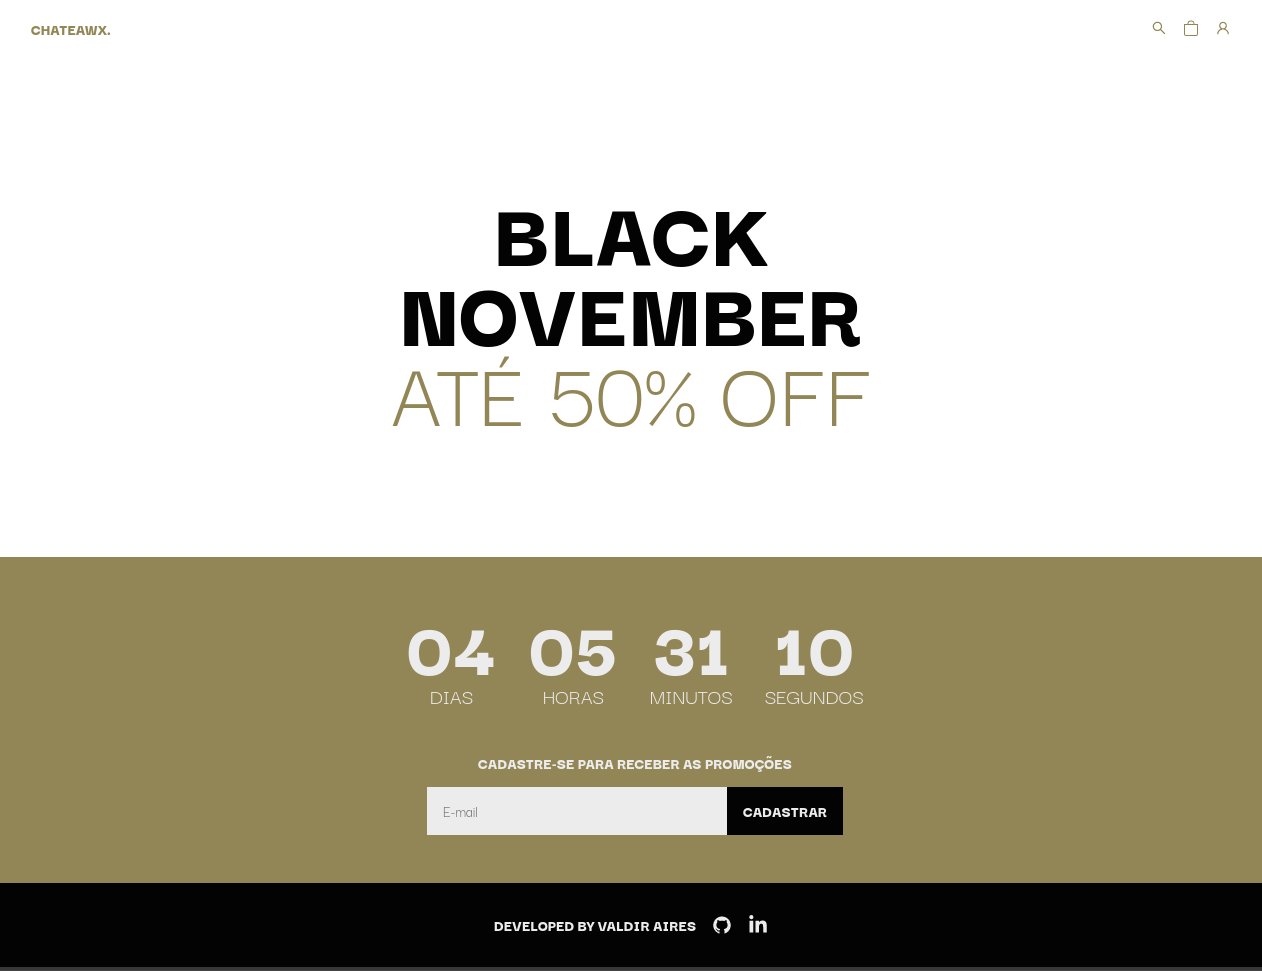 CHATEAWX.
BLACK
NOVEMBER
ATÉ 50% OFF
04 05 31 10
DIAS HORAS MINUTOS SEGUNDOS
CADASTRE-SE PARA RECEBER AS PROMOÇÕES
E-mail CADASTRAR
DEVELOPED BY VALDIR AIRES